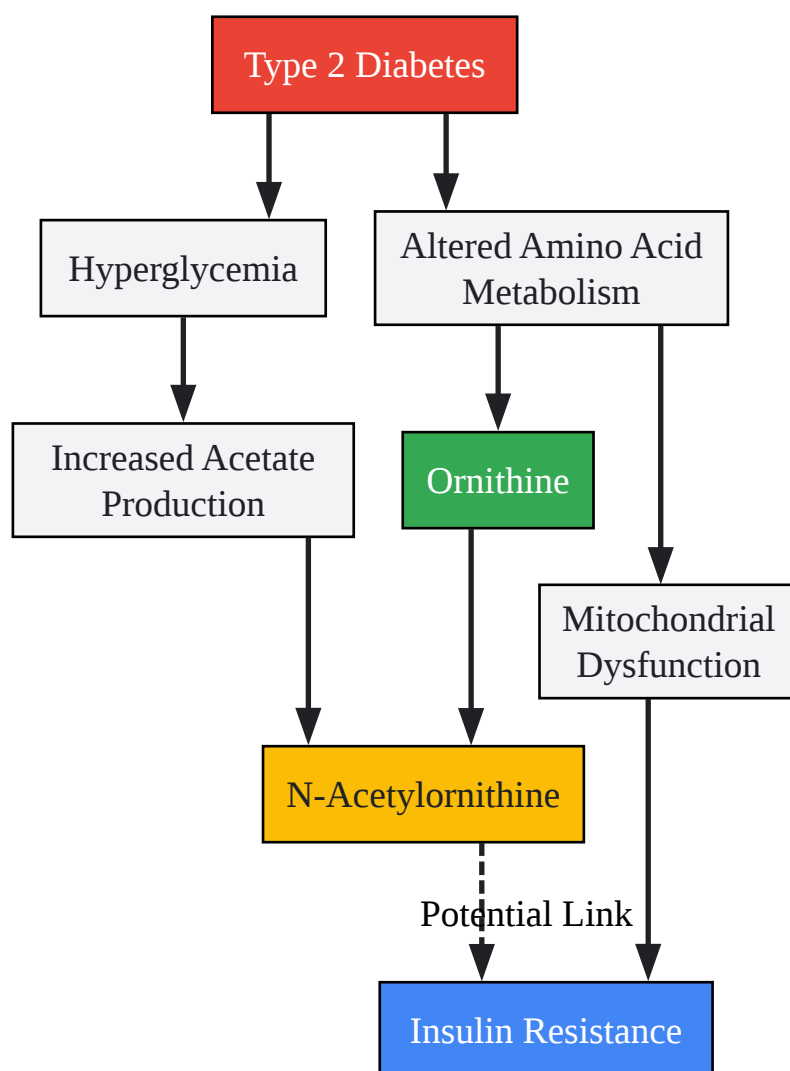 Type 2 Diabetes
Hyperglycemia
Altered Amino Acid
Metabolism
Increased Acetate
Production
Ornithine
Mitochondrial
Dysfunction
N-Acetylornithine
Potential Link
Insulin Resistance